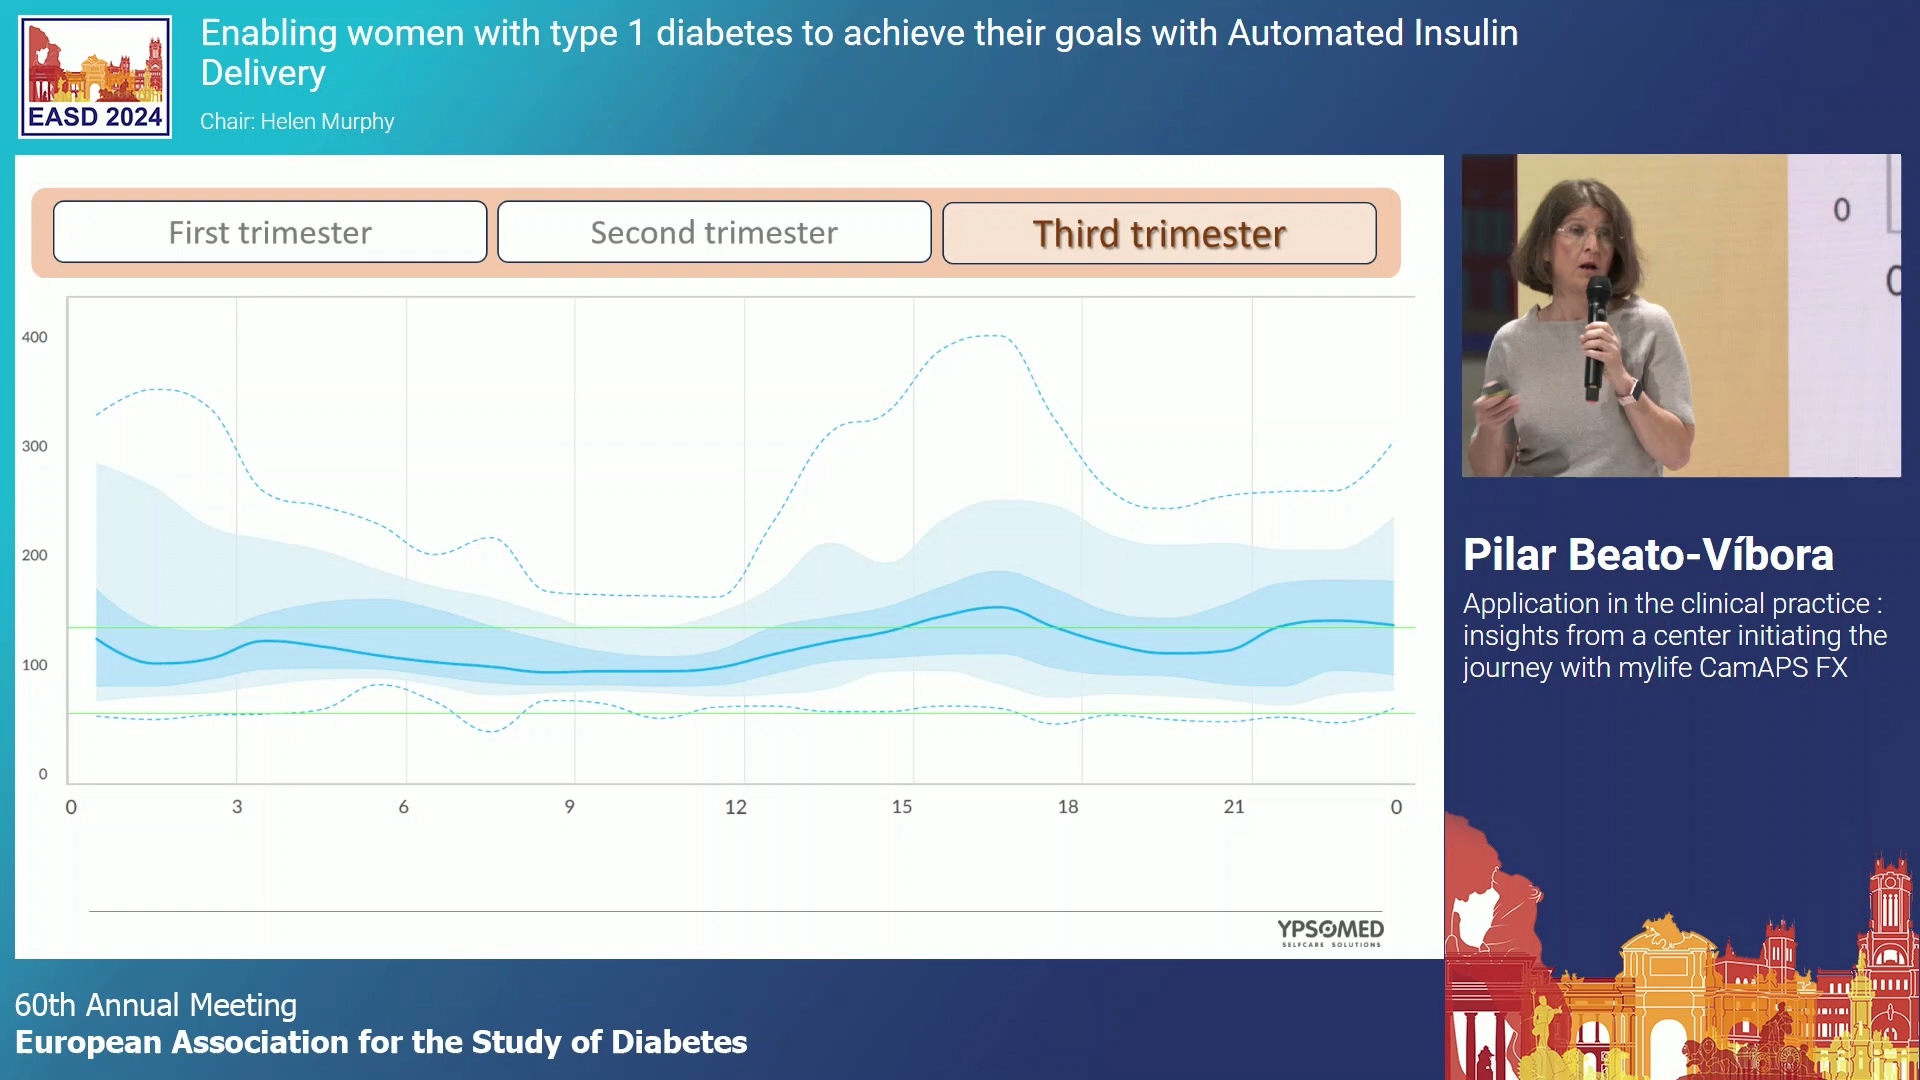 Enabling women with type 1 diabetes to achieve their goals with Automated Insulin
Delivery
Chair: Helen Murphy
EASD 2024
First trimester
Second trimester
Third trimester
400
300
200
100
0
0 3 6 9 12 15 18 21 0
YPSOMED
SELFCARE SOLUTIONS
0
Pilar Beato-Víbora
Application in the clinical practice :
insights from a center initiating the
journey with mylife CamAPS FX
60th Annual Meeting
European Association for the Study of Diabetes